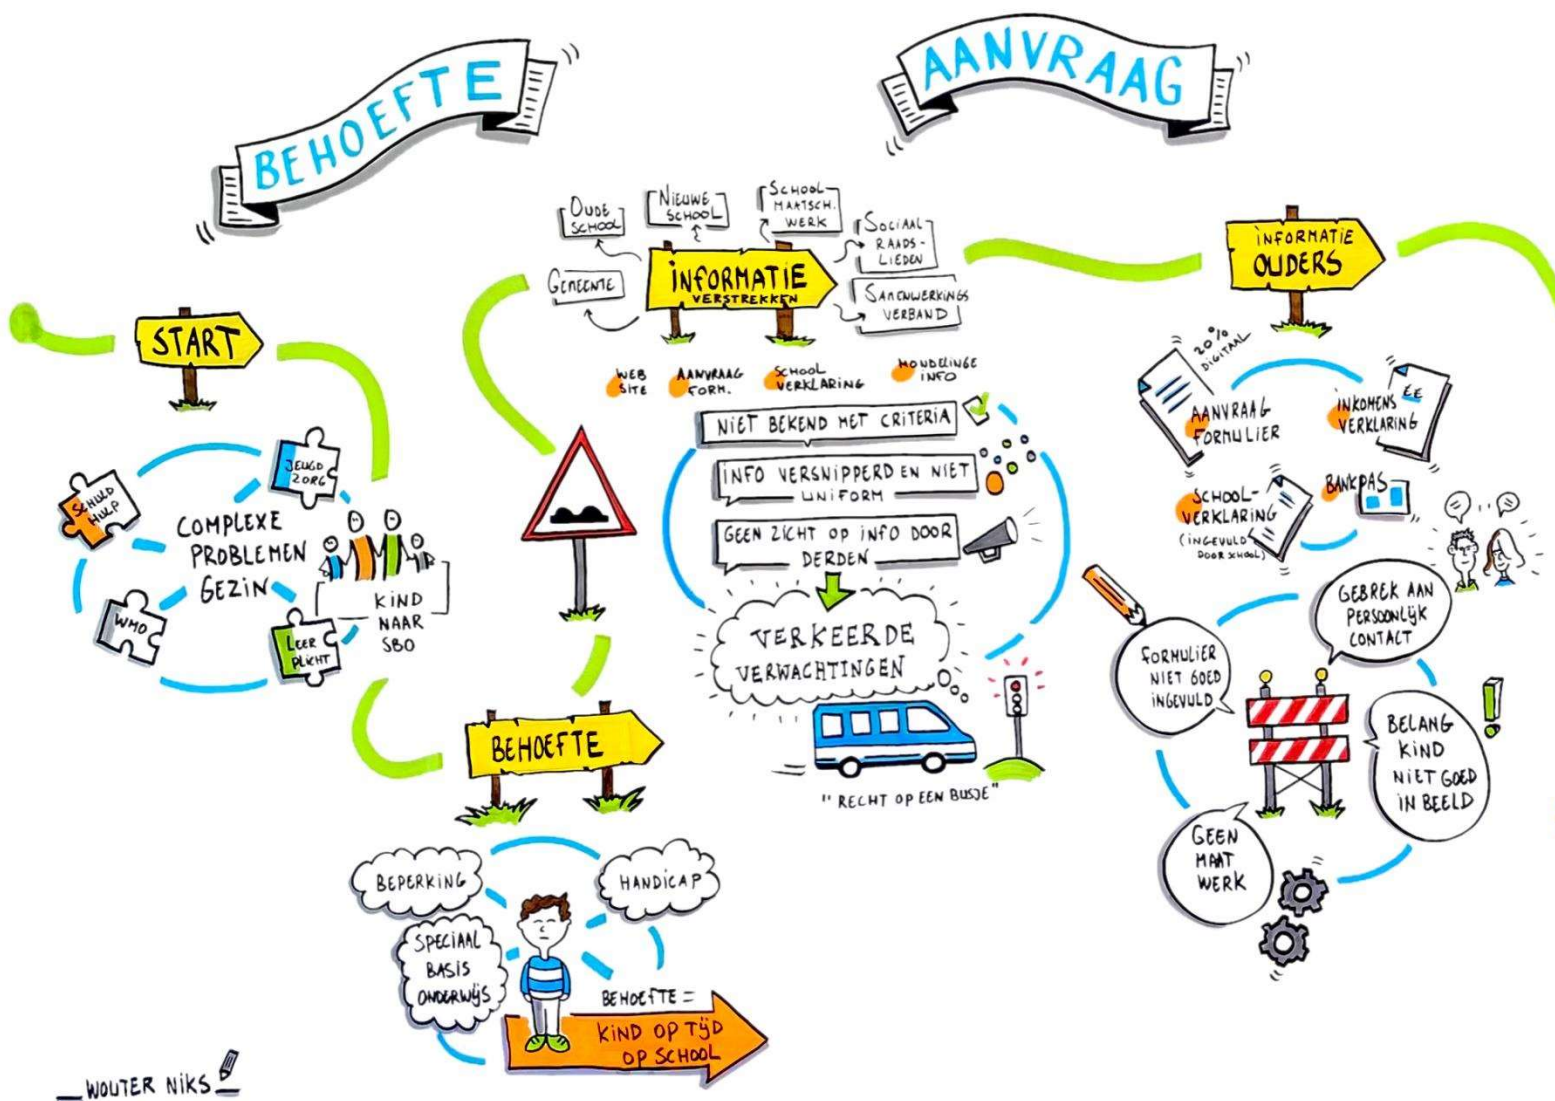 BEHOEFTE
AANVRAAG
START
SCHULD
HULP
JEUGD
ZORG
COMPLEXE
PROBLEMEN
GEZIN
WMO
LEER
PLICHT
KIND
NAAR
SBO
BEHOEFTE
BEPERKING
HANDICAP
SPECIAAL
BASIS
ONDERWIJS
BEHOEFTE =
KIND OP TIJD
OP SCHOOL
OUDE
SCHOOL
NIEUWE
SCHOOL
SCHOOL
MAATSCH.
WERK
SOCIAAL
RAADS-
LIEDEN
GEMEENTE
INFORMATIE
VERSTREKKEN
SAMENWERKINGS
VERBAND
WEB
SITE
AANVRAAG
FORM.
SCHOOL
VERKLARING
MONDELINGE
INFO
NIET BEKEND MET CRITERIA
INFO VERSNIPPERD EN NIET
UNIFORM
GEEN ZICHT OP INFO DOOR
DERDEN
VERKEERDE
VERWACHTINGEN
"RECHT OP EEN BUSJE"
INFORMATIE
OUDERS
20%
DIGITAAL
AANVRAAG
FORMULIER
€€
INKOMENS
VERKLARING
SCHOOL-
VERKLARING
(INGEVULD
DOOR SCHOOL)
BANKPAS
FORMULIER
NIET GOED
INGEVULD
GEBREK AAN
PERSOONLIJK
CONTACT
BELANG
KIND
NIET GOED
IN BEELD
GEEN
MAAT
WERK
WOUTER NIKS